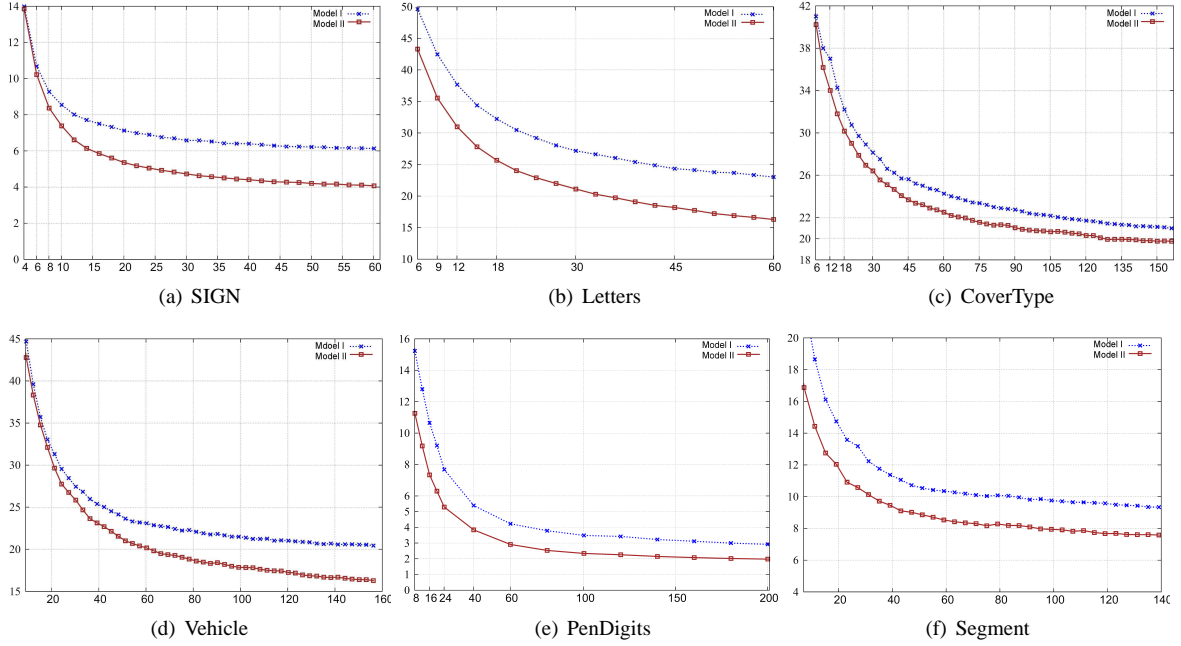 14
12
10
8
6
4
2
0
4 6 8 10 15 20 25 30 35 40 45 50 55 60
Model I
Model II
(a) SIGN
50
45
40
35
30
25
20
15
10
6 9 12 18 30 45 60
Model I
Model II
(b) Letters
42
38
34
30
26
22
20
18
6 12 18 30 45 60 75 90 105 120 135 150
Model I
Model II
(c) CoverType
45
35
25
20
15
20 40 60 80 100 120 140 160
Mdoel I
Model II
(d) Vehicle
16
14
12
10
8
6
4
3
2
1
0
8 16 24 40 60 100 150 200
Model I
Model II
(e) PenDigits
20
18
16
14
12
10
8
6
4
20 40 60 80 100 120 140
Model I
Model II
(f) Segment